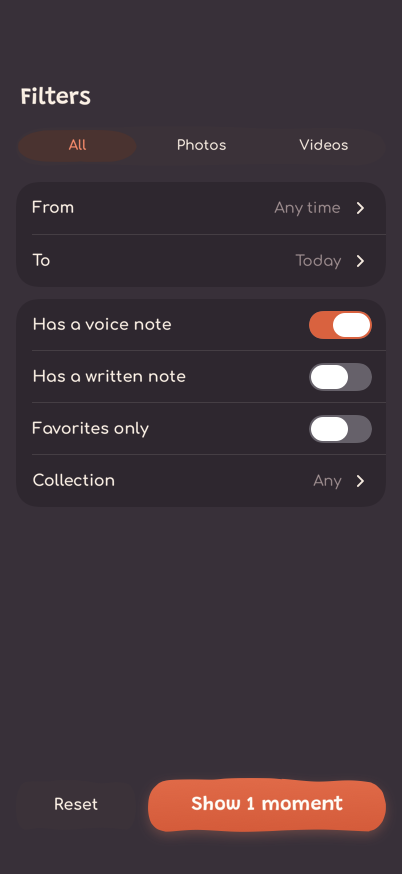 Filters
All Photos Videos
From Any time
To Today
Has a voice note
Has a written note
Favorites only
Collection Any
Reset Show 1 moment